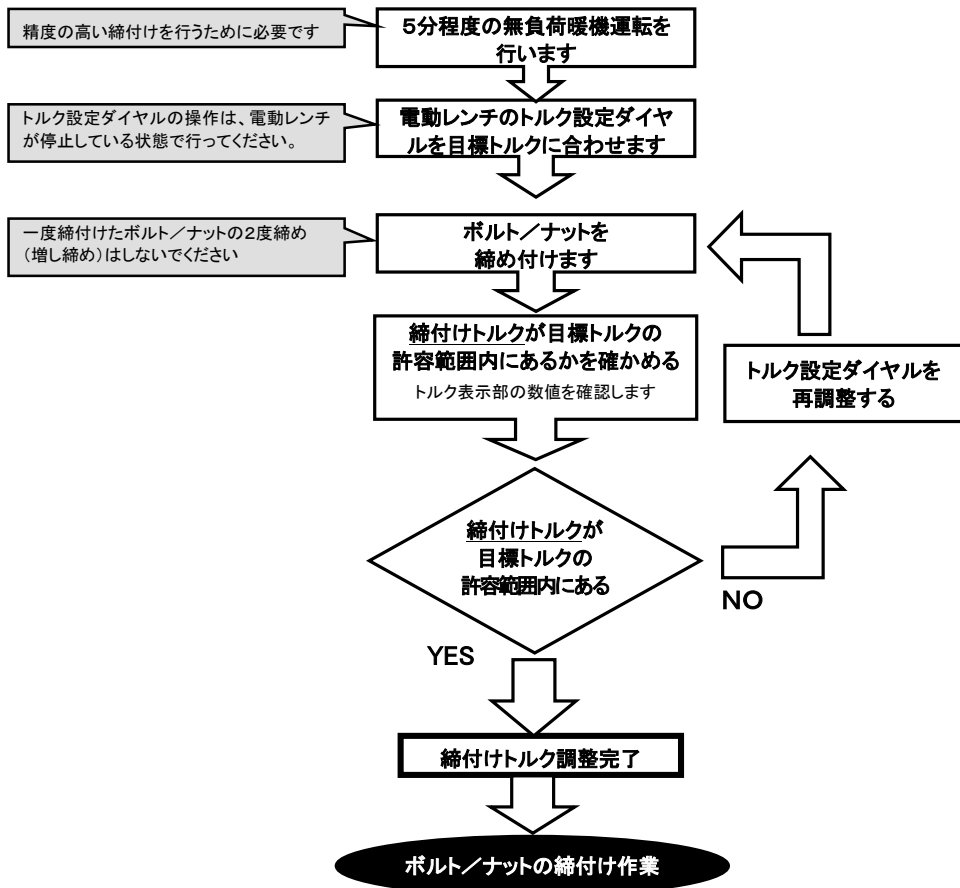 精度の高い締付けを行うために必要です
5分程度の無負荷暖機運転を
行います
トルク設定ダイヤルの操作は、電動レンチ
が停止している状態で行ってください。
電動レンチのトルク設定ダイヤ
ルを目標トルクに合わせます
一度締付けたボルト／ナットの2度締め
（増し締め）はしないでください
ボルト／ナットを
締め付けます
締付けトルクが目標トルクの
許容範囲内にあるかを確かめる
トルク表示部の数値を確認します
トルク設定ダイヤルを
再調整する
締付けトルクが
目標トルクの
許容範囲内にある
NO
YES
締付けトルク調整完了
ボルト／ナットの締付け作業